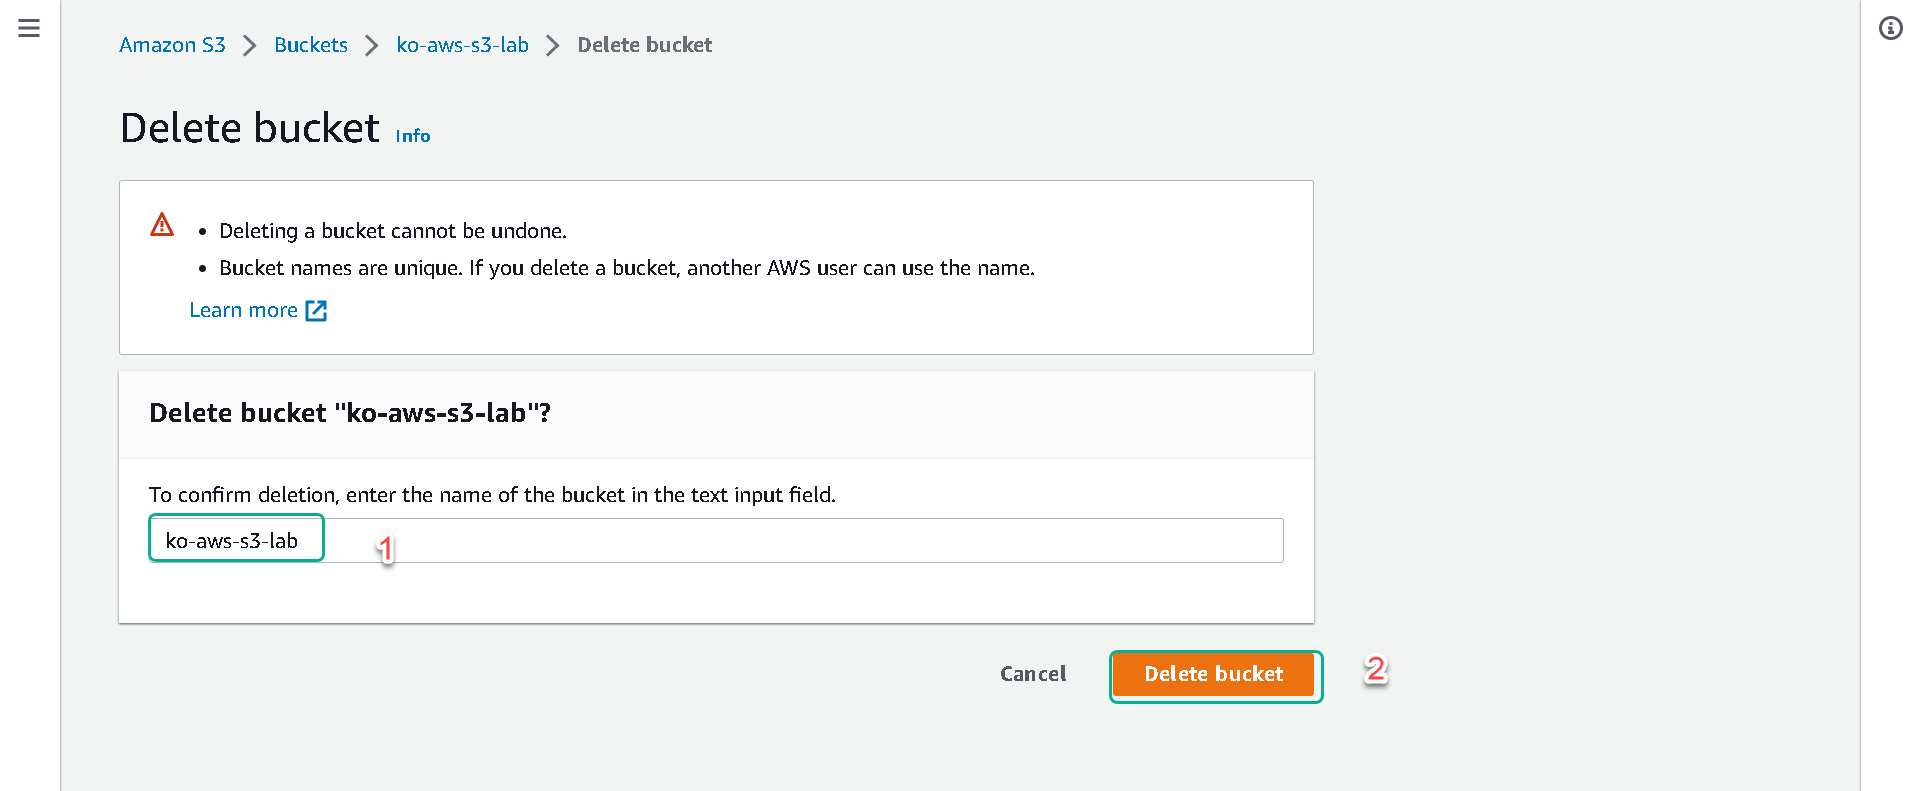 Amazon S3 > Buckets > ko-aws-s3-lab > Delete bucket
Delete bucket Info
• Deleting a bucket cannot be undone.
• Bucket names are unique. If you delete a bucket, another AWS user can use the name.
Learn more
Delete bucket "ko-aws-s3-lab"?
To confirm deletion, enter the name of the bucket in the text input field.
ko-aws-s3-lab 1
Cancel Delete bucket 2